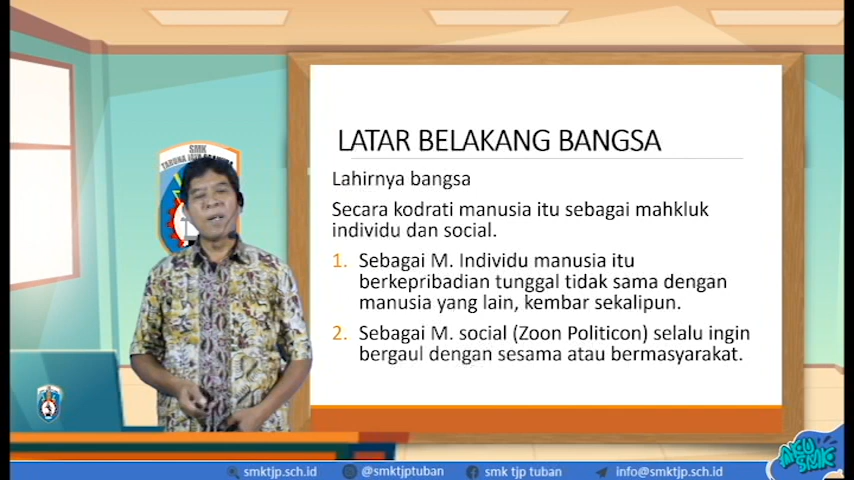 SMK
LATAR BELAKANG BANGSA
Lahirnya bangsa
Secara kodrati manusia itu sebagai mahkluk
individu dan social.
1. Sebagai M. Individu manusia itu
berkepribadian tunggal tidak sama dengan
manusia yang lain, kembar sekalipun.
2. Sebagai M. social (Zoon Politicon) selalu ingin
bergaul dengan sesama atau bermasyarakat.
smktjp.sch.id @smktjptuban smk tjp tuban info@smktjp.sch.id